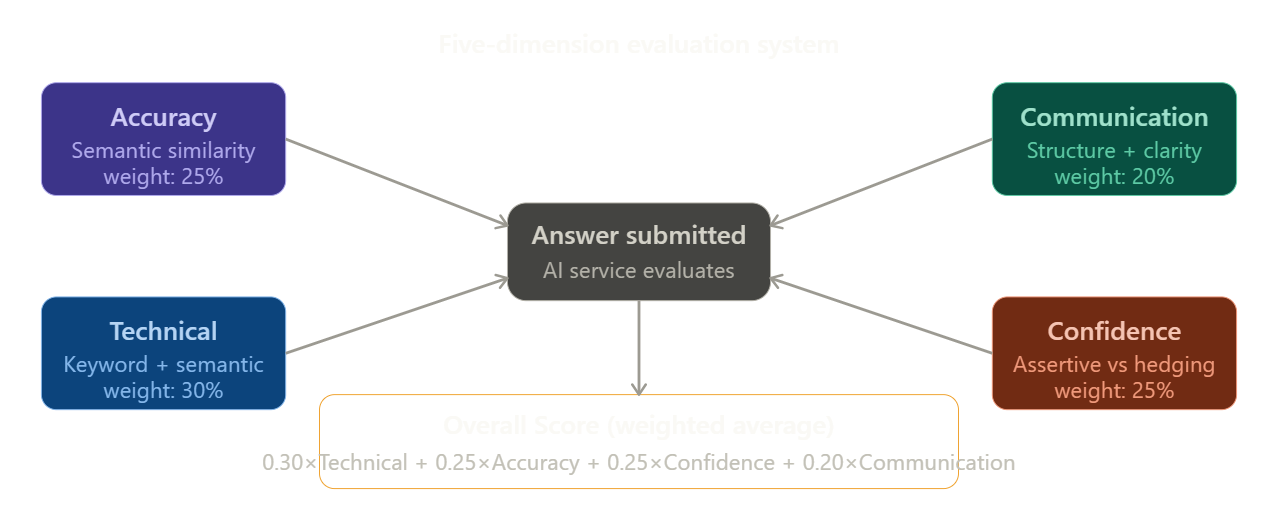 Five-dimension evaluation system
Accuracy
Semantic similarity
weight: 25%
Communication
Structure + clarity
weight: 20%
Answer submitted
AI service evaluates
Technical
Keyword + semantic
weight: 30%
Confidence
Assertive vs hedging
weight: 25%
Overall Score (weighted average)
0.30×Technical + 0.25×Accuracy + 0.25×Confidence + 0.20×Communication